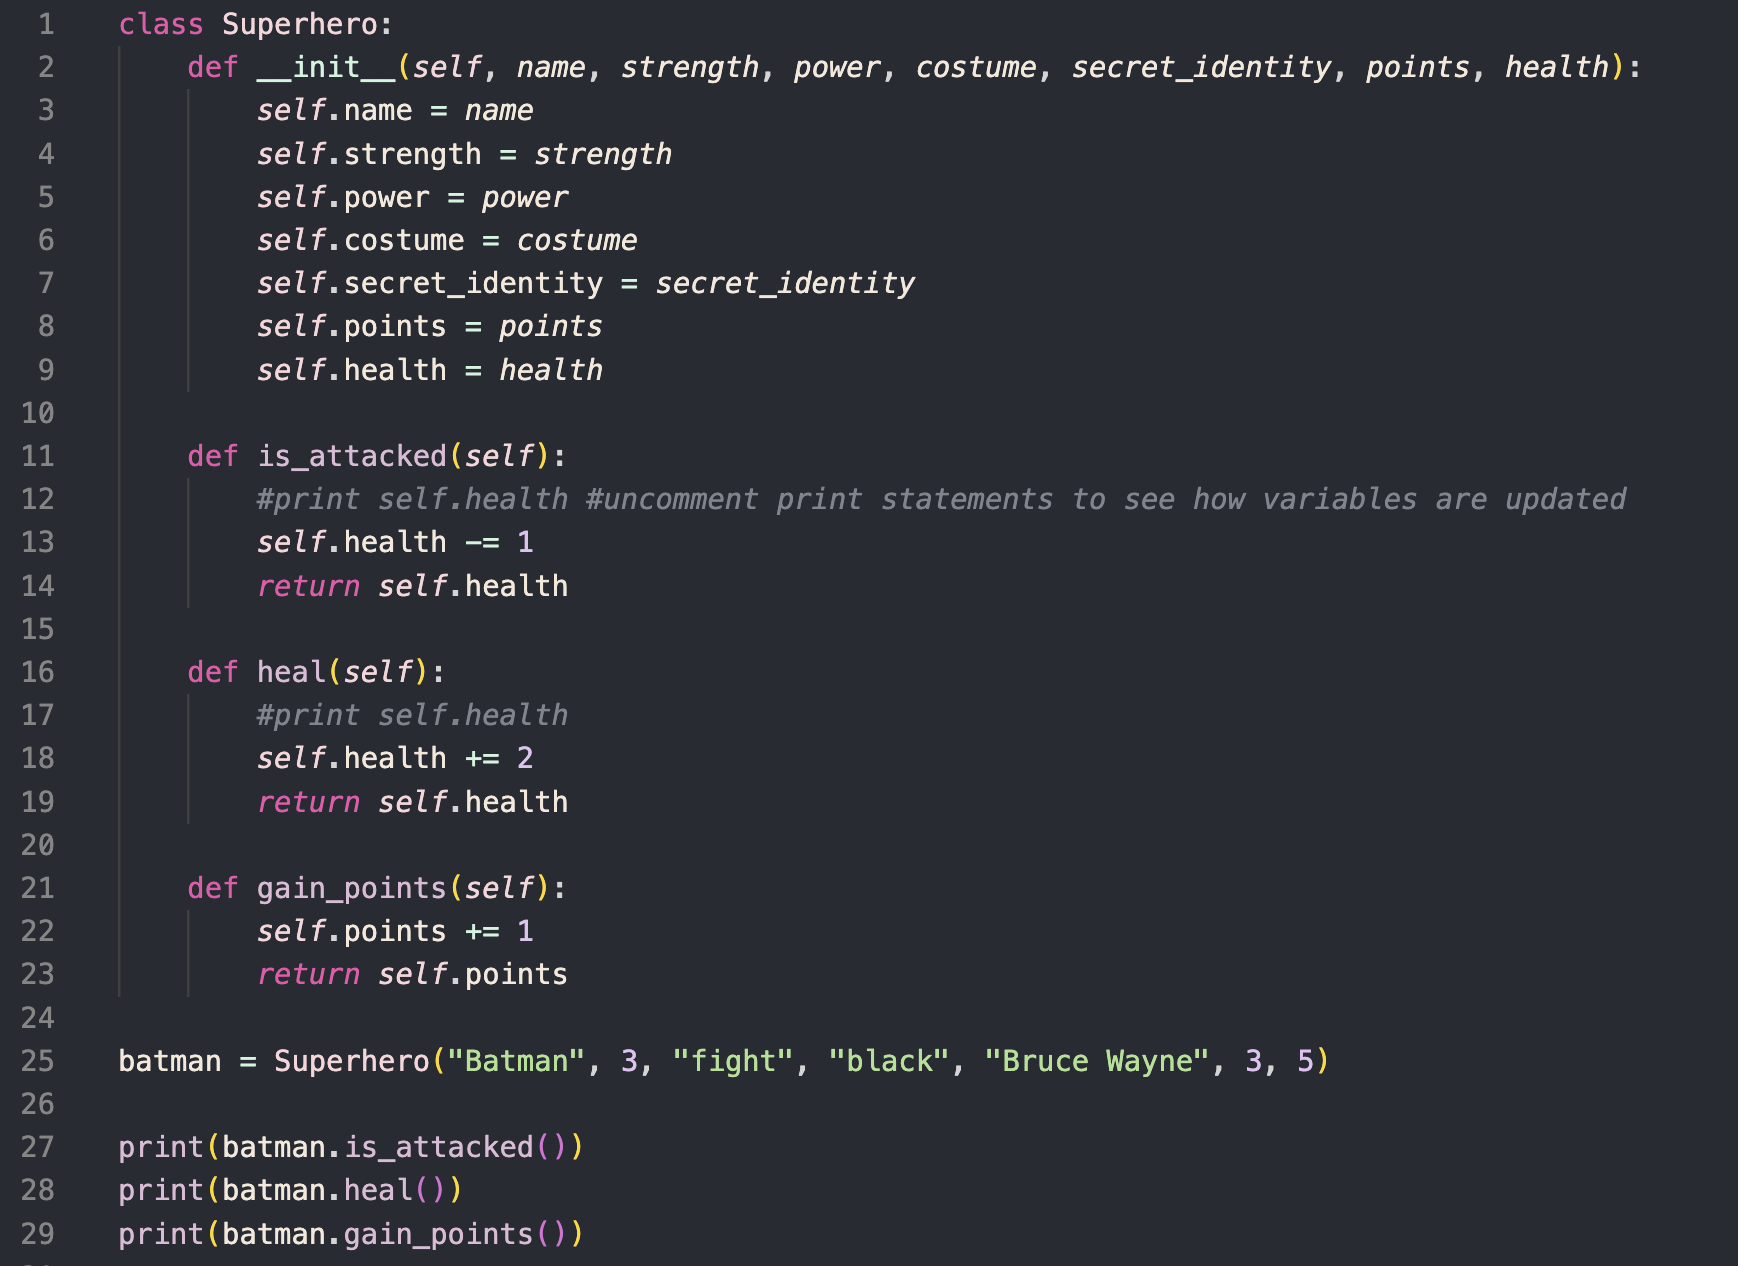 1 class Superhero:
2 def __init__(self, name, strength, power, costume, secret_identity, points, health):
3 self.name = name
4 self.strength = strength
5 self.power = power
6 self.costume = costume
7 self.secret_identity = secret_identity
8 self.points = points
9 self.health = health
10
11 def is_attacked(self):
12 #print self.health #uncomment print statements to see how variables are updated
13 self.health -= 1
14 return self.health
15
16 def heal(self):
17 #print self.health
18 self.health += 2
19 return self.health
20
21 def gain_points(self):
22 self.points += 1
23 return self.points
24
25 batman = Superhero("Batman", 3, "fight", "black", "Bruce Wayne", 3, 5)
26
27 print(batman.is_attacked())
28 print(batman.heal())
29 print(batman.gain_points())